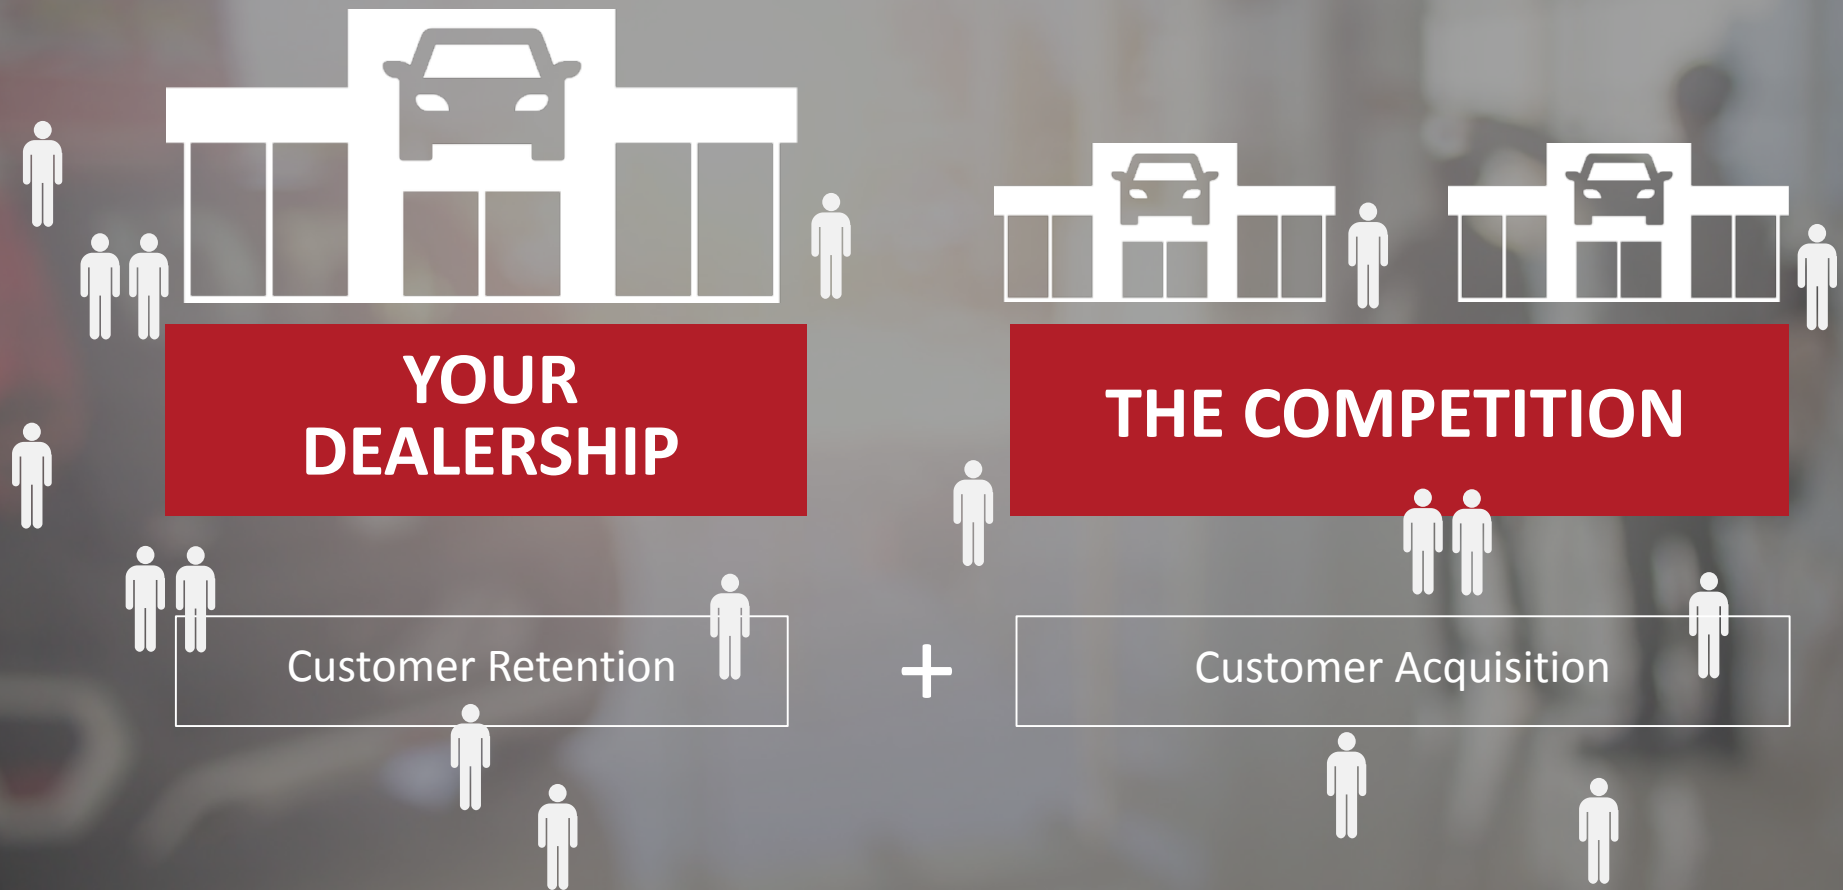 YOUR
DEALERSHIP
THE COMPETITION
Customer Retention
+
Customer Acquisition